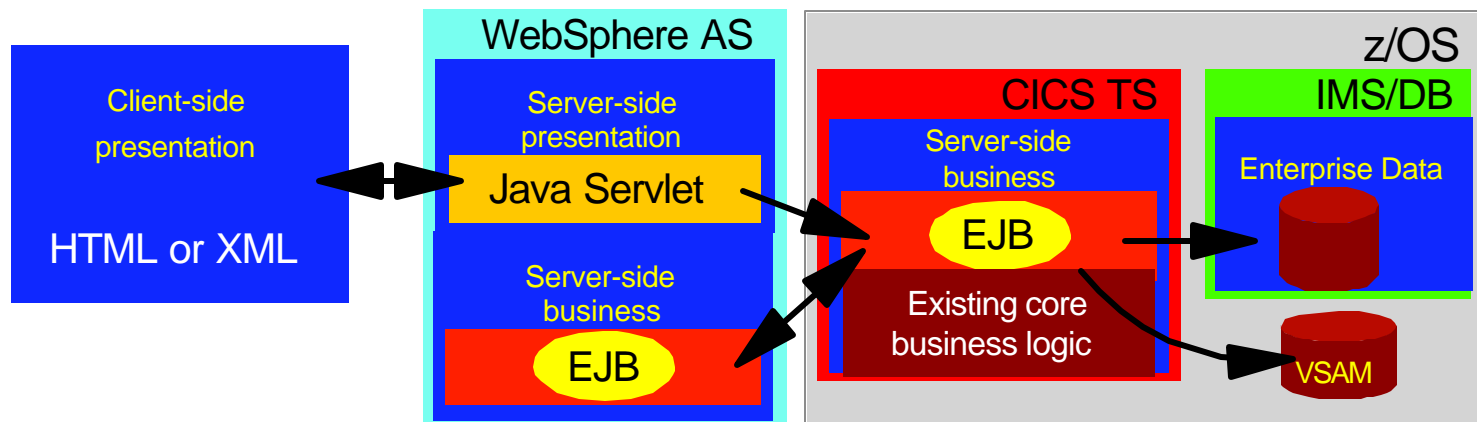 Client-side
presentation
HTML or XML
WebSphere AS
Server-side
presentation
Java Servlet
Server-side
business
EJB
z/OS
CICS TS
Server-side
business
EJB
Existing core
business logic
IMS/DB
Enterprise Data
VSAM